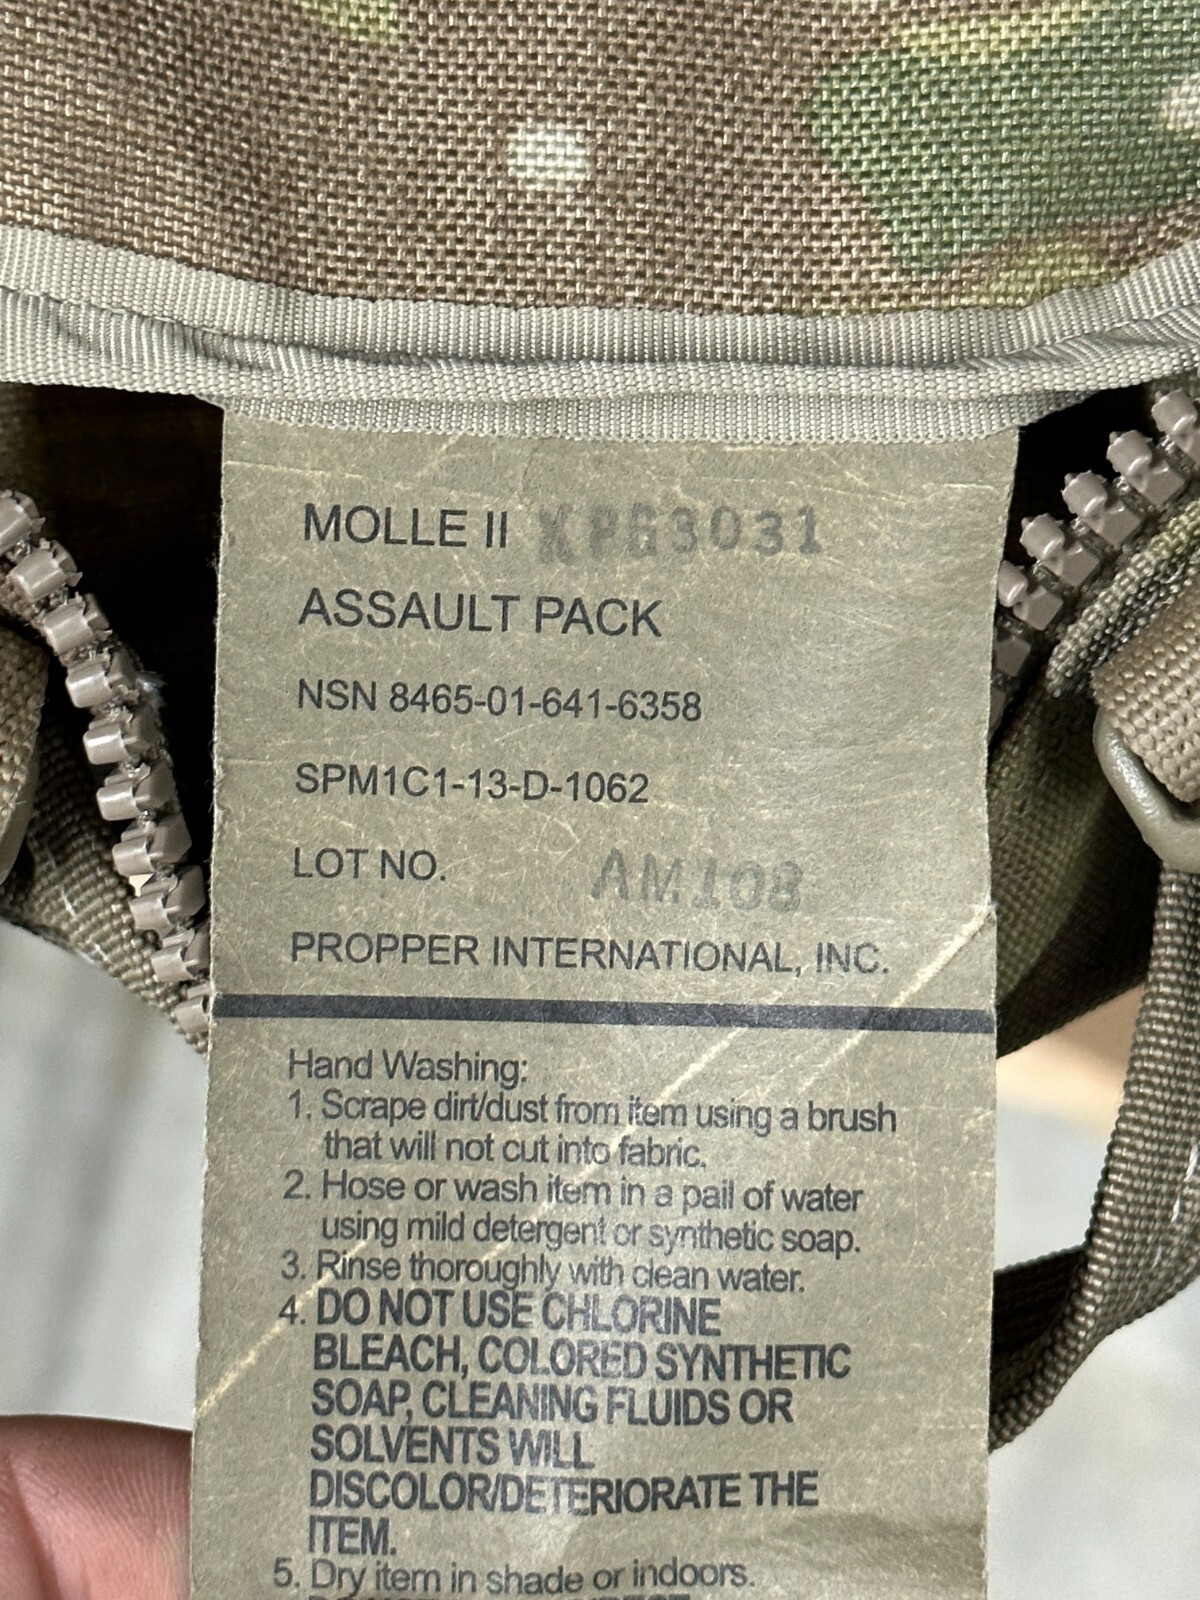 MOLLE II KPG3031
ASSAULT PACK
NSN 8465-01-641-6358
SPM1C1-13-D-1062
LOT NO. AM108
PROPPER INTERNATIONAL, INC.
Hand Washing:
1. Scrape dirt/dust from item using a brush
that will not cut into fabric.
2. Hose or wash item in a pail of water
using mild detergent or synthetic soap.
3. Rinse thoroughly with clean water.
4. DO NOT USE CHLORINE
BLEACH, COLORED SYNTHETIC
SOAP, CLEANING FLUIDS OR
SOLVENTS WILL
DISCOLOR/DETERIORATE THE
ITEM.
5. Dry item in shade or indoors.